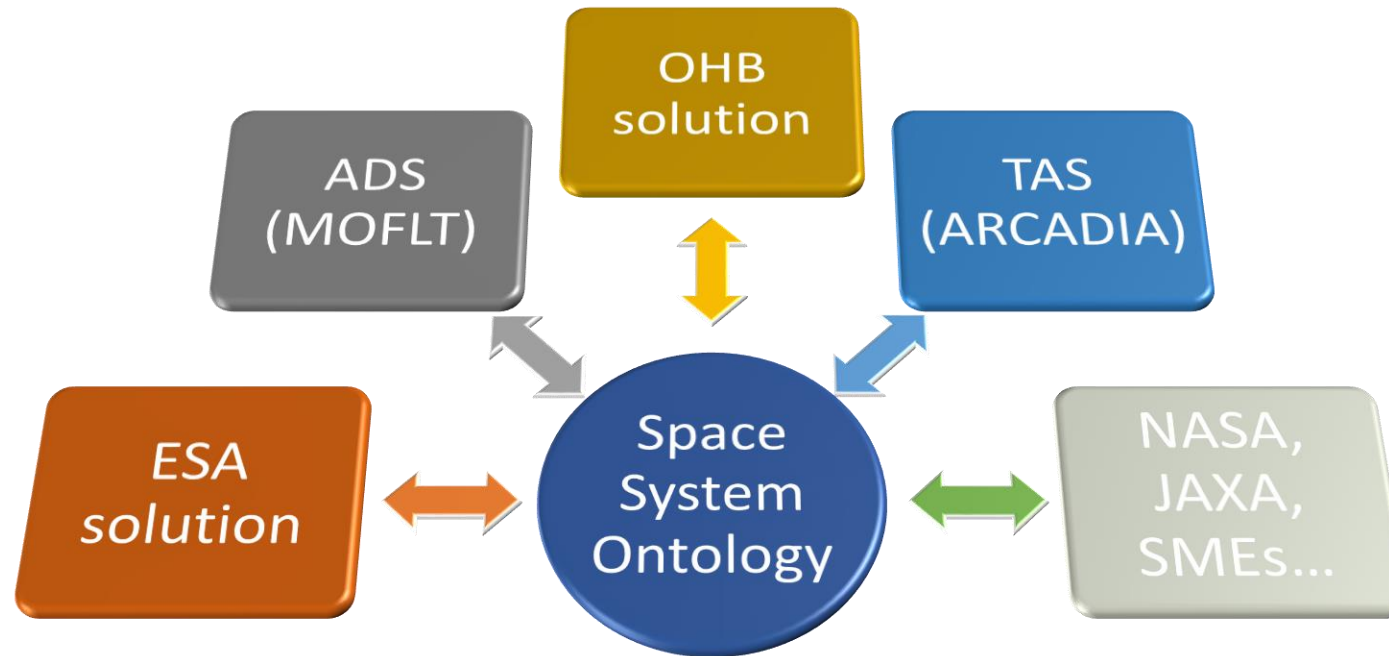 OHB
solution
ADS
(MOFLT)
TAS
(ARCADIA)
ESA
solution
Space
System
Ontology
NASA,
JAXA,
SMEs...